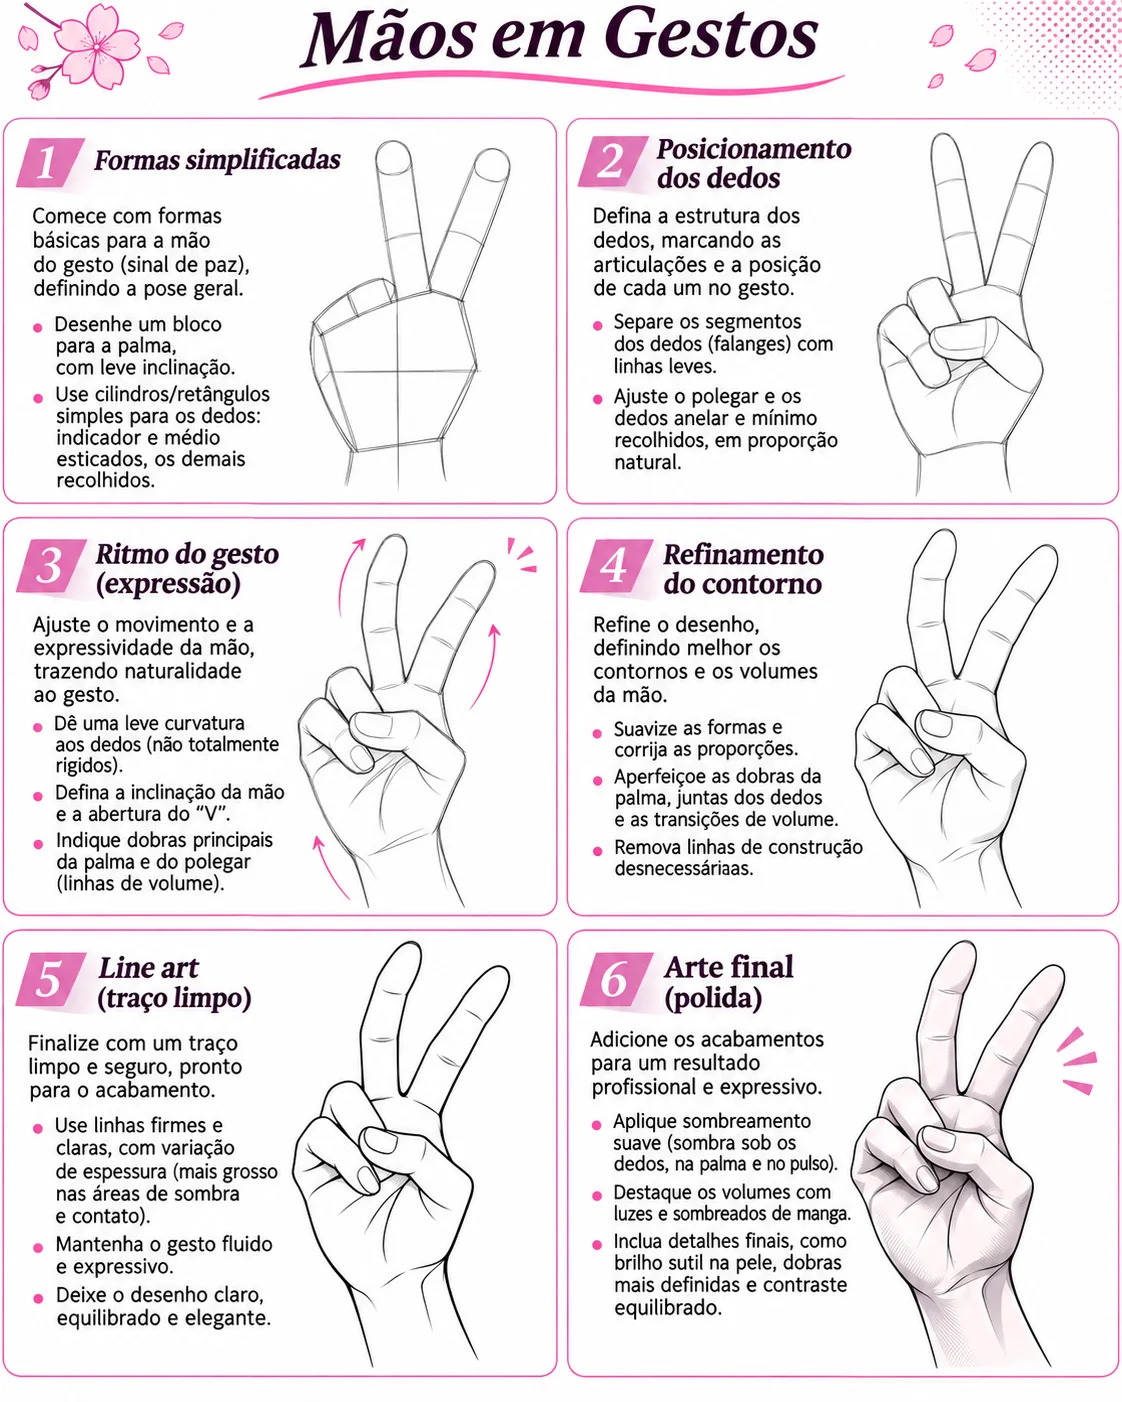 Mãos em Gestos
1 Formas simplificadas
Comece com formas
básicas para a mão
do gesto (sinal de paz),
definindo a pose geral.
• Desenhe um bloco
para a palma,
com leve inclinação.
• Use cilindros/retângulos
simples para os dedos:
indicador e médio
esticados, os demais
recolhidos.
2 Posicionamento
dos dedos
Defina a estrutura dos
dedos, marcando as
articulações e a posição
de cada um no gesto.
• Separe os segmentos
dos dedos (falanges) com
linhas leves.
• Ajuste o polegar e os
dedos anelar e mínimo
recolhidos, em proporção
natural.
3 Ritmo do gesto
(expressão)
Ajuste o movimento e a
expressividade da mão,
trazendo naturalidade
ao gesto.
• Dê uma leve curvatura
aos dedos (não totalmente
rigidos).
• Defina a inclinação da mão
e a abertura do “V”.
• Indique dobras principais
da palma e do polegar
(linhas de volume).
4 Refinamento
do contorno
Refine o desenho,
definindo melhor os
contornos e os volumes
da mão.
• Suavize as formas e
corrija as proporções.
• Aperfeiçoe as dobras da
palma, juntas dos dedos
e as transições de volume.
• Remova linhas de construção
desnecessáriaas.
5 Line art
(traço limpo)
Finalize com um traço
limpo e seguro, pronto
para o acabamento.
• Use linhas firmes e
claras, com variação
de espessura (mais grosso
nas áreas de sombra
e contato).
• Mantenha o gesto fluido
e expressivo.
• Deixe o desenho claro,
equilibrado e elegante.
6 Arte final
(polida)
Adicione os acabamentos
para um resultado
profissional e expressivo.
• Aplique sombreamento
suave (sombra sob os
dedos, na palma e no pulso).
• Destaque os volumes com
luzes e sombreados de manga.
• Inclua detalhes finais, como
brilho sutil na pele, dobras
mais definidas e contraste
equilibrado.